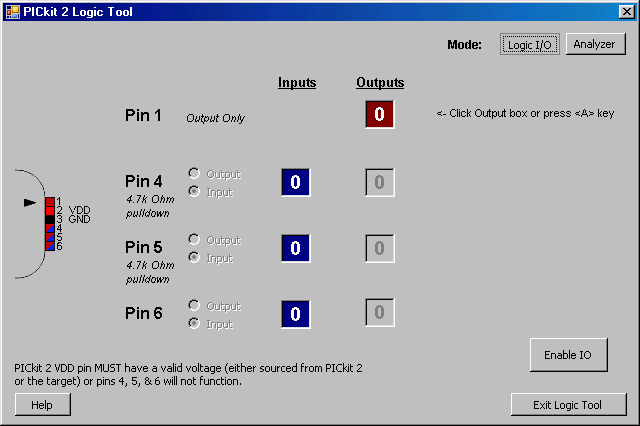 PICkit 2 Logic Tool
Mode: Logic I/O Analyzer
Inputs Outputs
Pin 1 Output Only 0 <- Click Output box or press <A> key
Pin 4 Output
Input 0 0
4.7k Ohm
pulldown
1
2 VDD
3 GND
4
5
6
Pin 5 Output
Input 0 0
4.7k Ohm
pulldown
Pin 6 Output
Input 0 0
Enable IO
PICkit 2 VDD pin MUST have a valid voltage (either sourced from PICkit 2
or the target) or pins 4, 5, & 6 will not function.
Help Exit Logic Tool